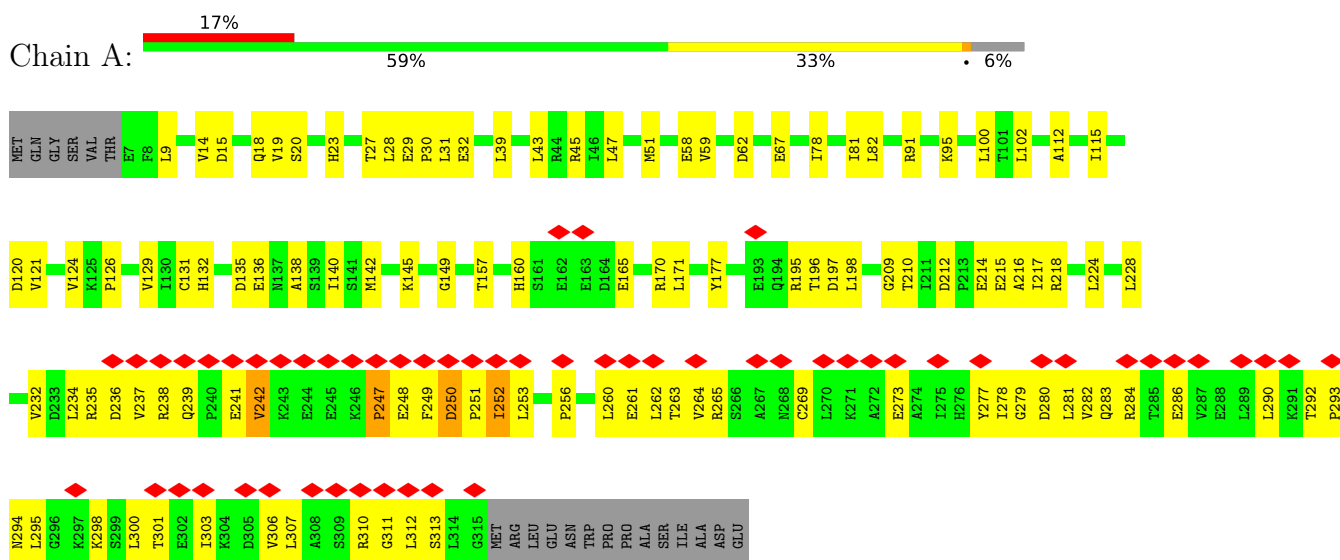 17%
Chain A:
59% 33% • 6%
MET GLN GLY SER VAL THR E7 F8 L9 V14 D15 Q18 V19 S20 H23 T27 L28 E29 P30 L31 E32 L39 L43 R44 R45 I46 L47 M51 E58 V59 D62 E67 I78 I81 L82 R91 K95 L100 T101 L102 A112 I115
D120 V121 V124 K125 P126 V129 I130 C131 H132 D135 E136 N137 A138 S139 I140 S141 M142 K145 G149 T157 H160 S161 E162 E163 D164 E165 R170 L171 Y177 E193 Q194 R195 T196 D197 L198 G209 T210 I211 D212 P213 E214 E215 A216 I217 R218 L224 L228
V232 D233 L234 R235 D236 V237 R238 Q239 P240 E241 V242 K243 E244 E245 K246 P247 E248 F249 D250 P251 I252 L253 P256 L260 E261 L262 T263 V264 R265 S266 A267 N268 C269 L270 K271 A272 E273 A274 I275 H276 Y277 I278 G279 D280 L281 V282 Q283 R284 T285 E286 V287 E288 L289 L290 K291 T292 P293
N294 L295 G296 K297 K298 S299 L300 T301 E302 I303 K304 D305 V306 L307 A308 S309 R310 G311 L312 S313 L314 G315 MET ARG LEU GLU ASN TRP PRO PRO ALA SER ILE ALA ASP GLU